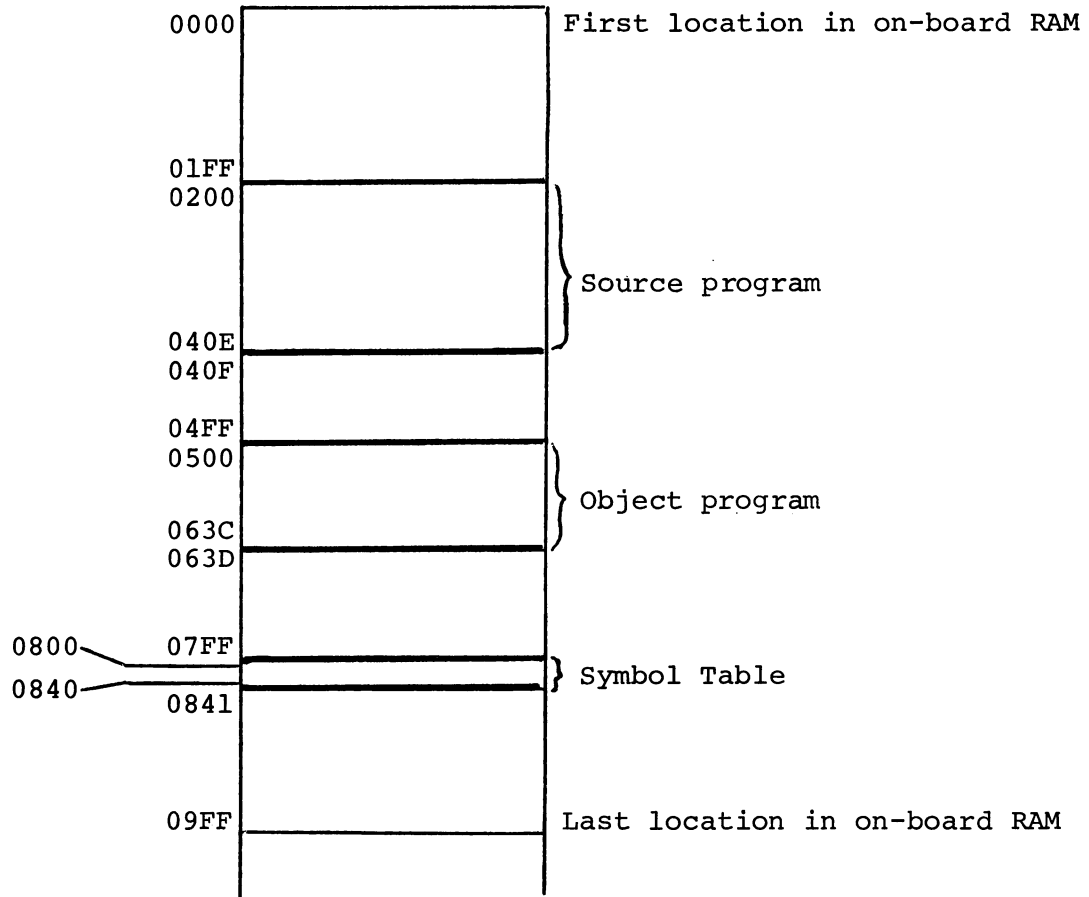 0000 First location in on-board RAM
01FF
0200
Source program
040E
040F
04FF
0500
Object program
063C
063D
0800 07FF
Symbol Table
0840
0841
09FF Last location in on-board RAM